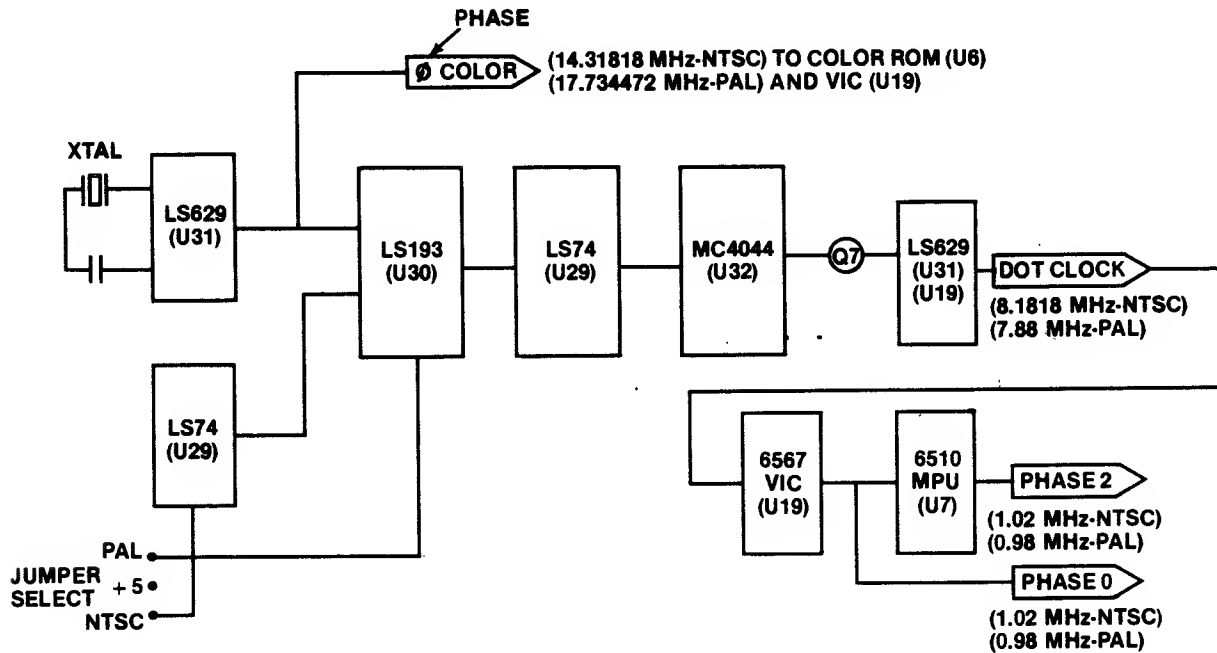 PHASE
Ø COLOR
(14.31818 MHz-NTSC) TO COLOR ROM (U6)
(17.734472 MHz-PAL) AND VIC (U19)
XTAL
LS629
(U31)
LS193
(U30)
LS74
(U29)
MC4044
(U32)
Q7
LS629
(U31)
(U19)
DOT CLOCK
(8.1818 MHz-NTSC)
(7.88 MHz-PAL)
LS74
(U29)
6567
VIC
(U19)
6510
MPU
(U7)
PHASE 2
(1.02 MHz-NTSC)
(0.98 MHz-PAL)
PHASE 0
(1.02 MHz-NTSC)
(0.98 MHz-PAL)
JUMPER
SELECT
PAL
+ 5
NTSC